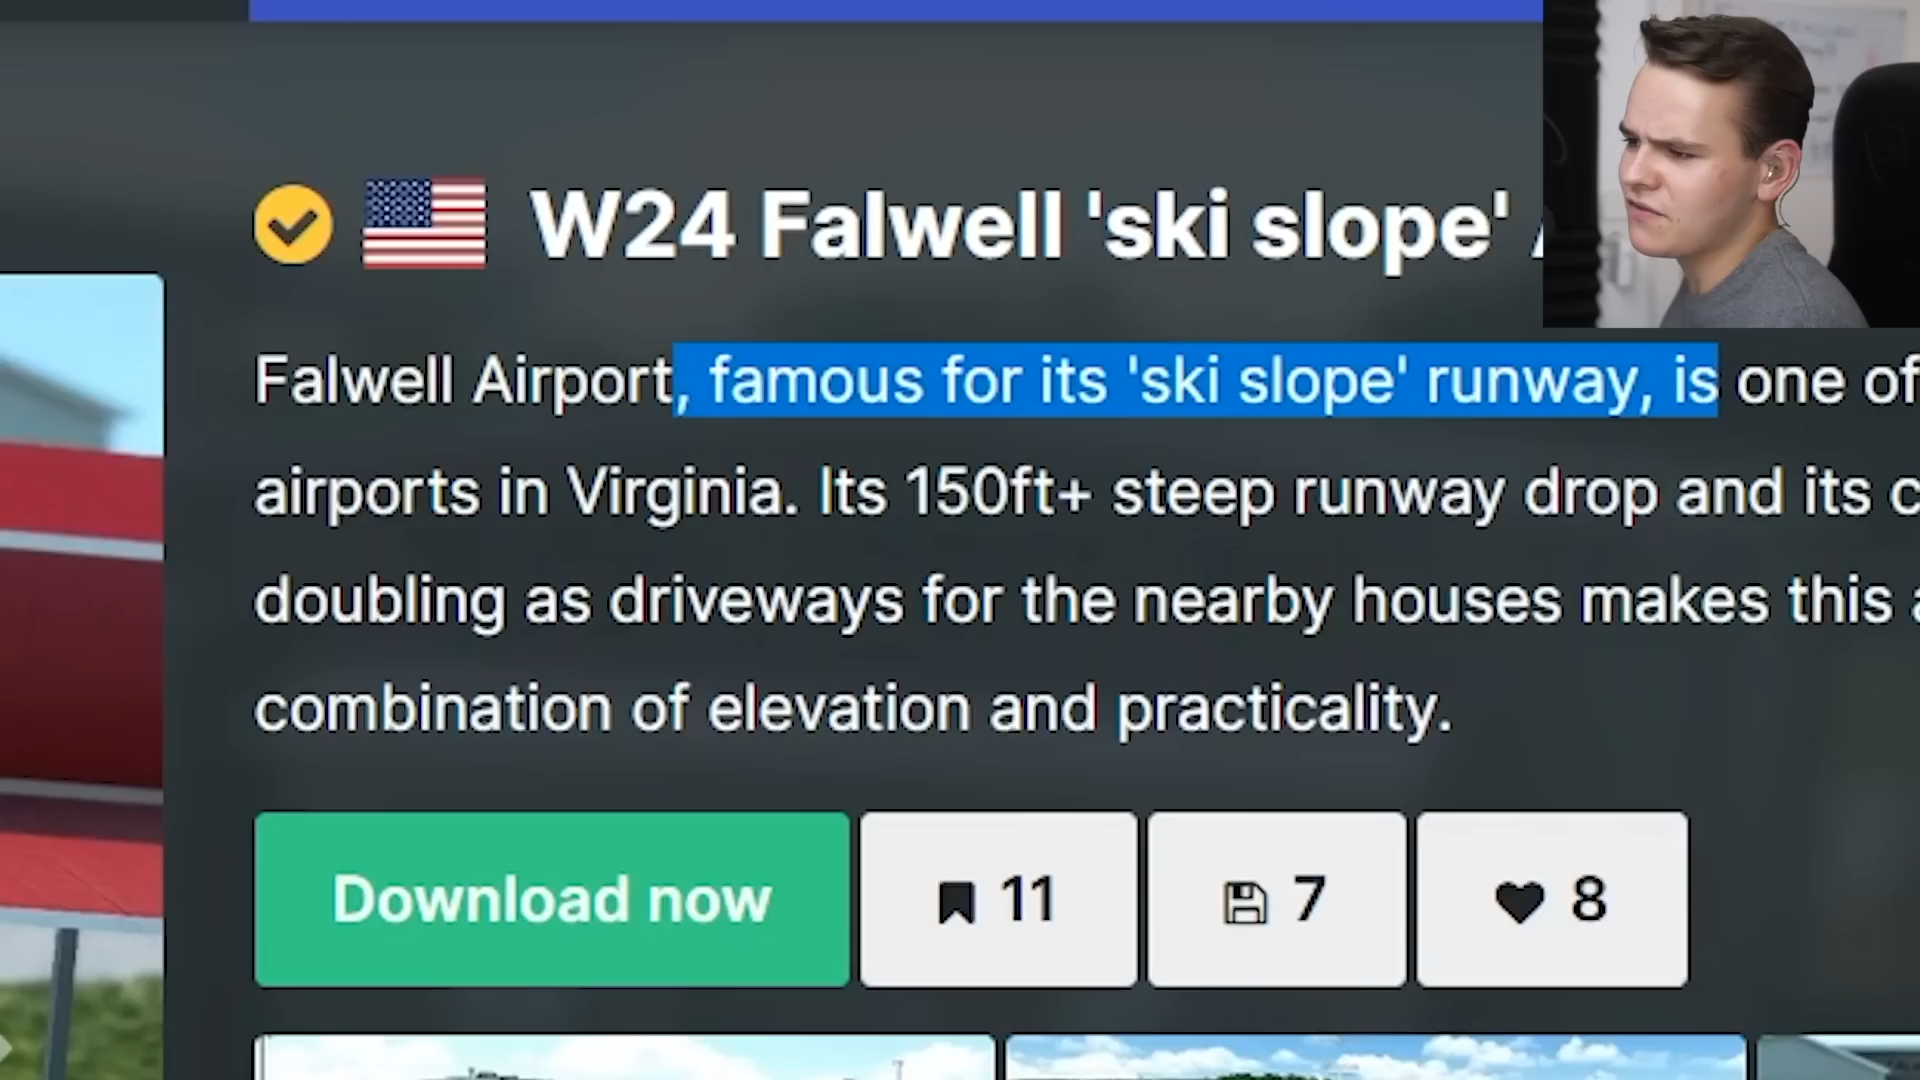 W24 Falwell 'ski slope'
Falwell Airport, famous for its 'ski slope' runway, is one of
airports in Virginia. Its 150ft+ steep runway drop and its
doubling as driveways for the nearby houses makes this
combination of elevation and practicality.
Download now
11
7
8